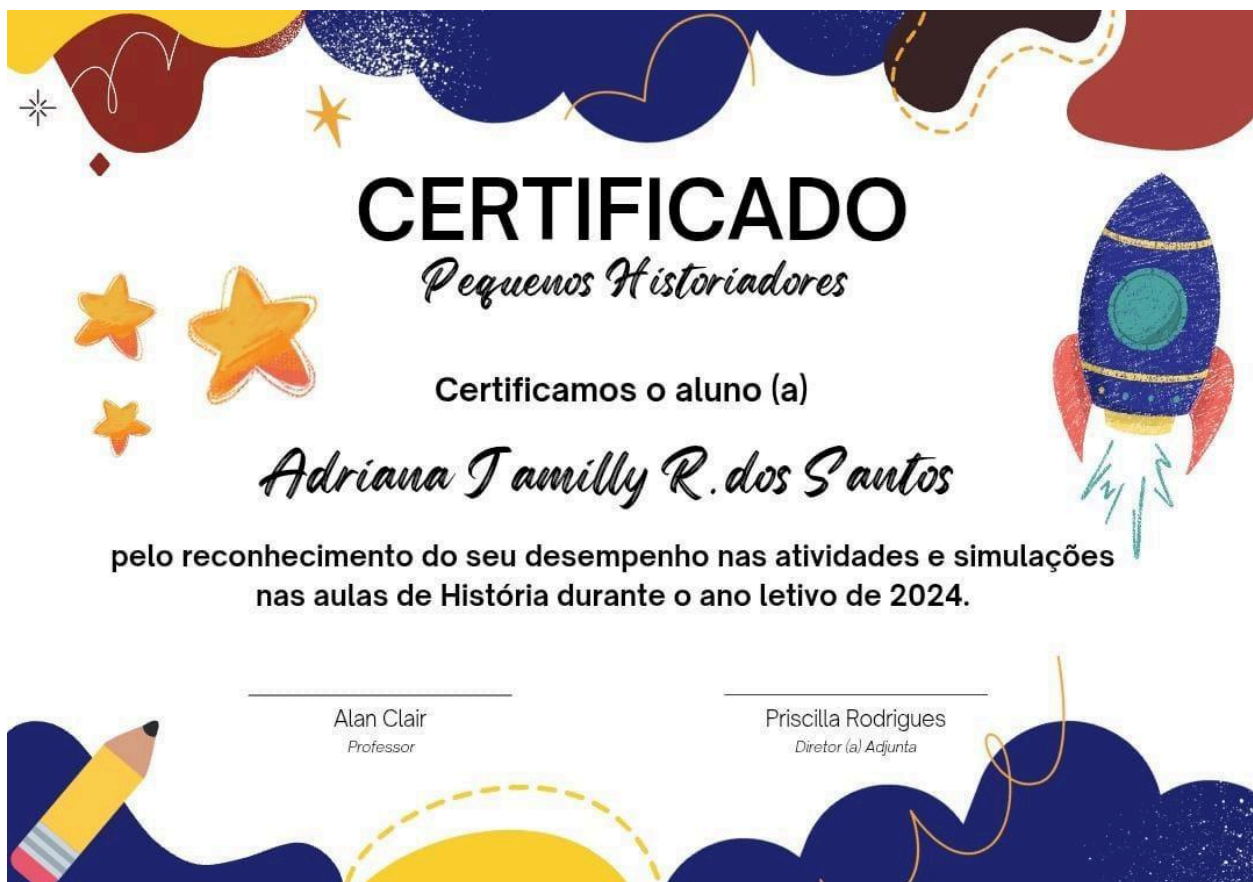 CERTIFICADO
Pequenos Historiadores
Certificamos o aluno (a)
Adriana Tamilly R. dos Santos
pelo reconhecimento do seu desempenho nas atividades e simulações
nas aulas de História durante o ano letivo de 2024.
Alan Clair
Professor
Priscilla Rodrigues
Diretor (a) Adjunta